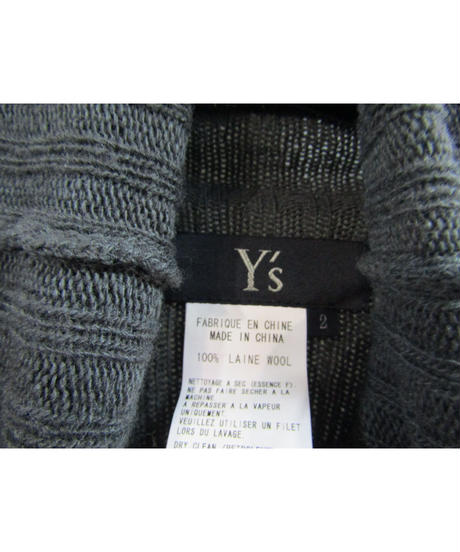 Y's
2
FABRIQUE EN CHINE
MADE IN CHINA
100% LAINE WOOL
NETTOYAGE A SEC (ESSENCE F).
NE PAS FAIRE SECHER A LA
MACHINE
A REPASSER A LA VAPEUR
UNIQUEMENT.
VEUILLEZ UTILISER UN FILET
LORS DU LAVAGE.
DRY CLEAN